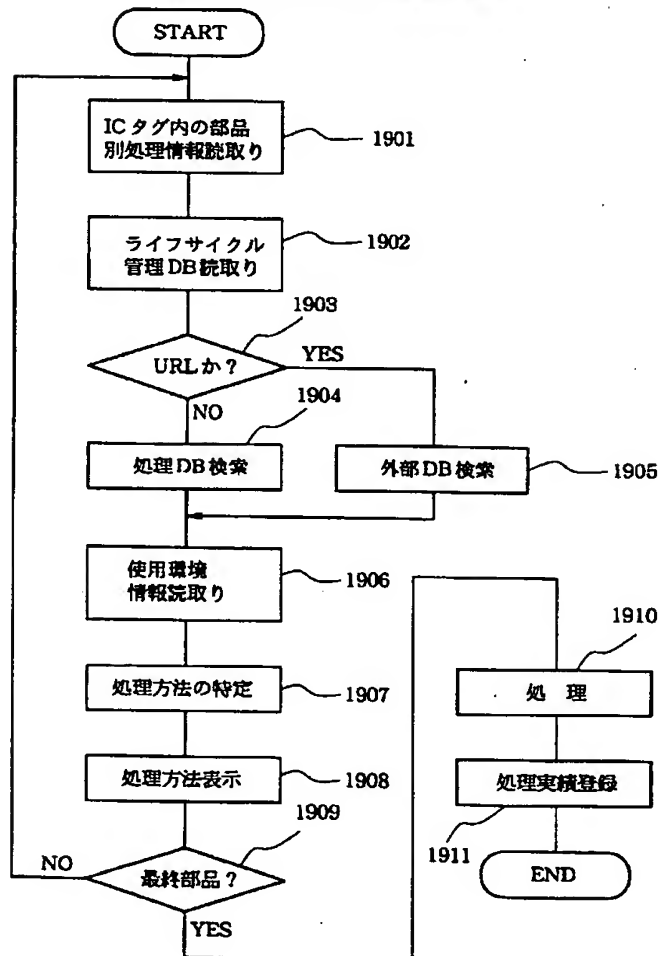 START
ICタグ内の部品
別処理情報読取り
1901
ライフサイクル
管理DB読取り
1902
1903
URLか?
YES
NO
1904
処理DB検索
外部DB検索
1905
使用環境
情報読取り
1906
処理方法の特定
1907
処理方法表示
1908
1909
最終部品?
NO
YES
1910
処 理
処理実績登録
1911
END